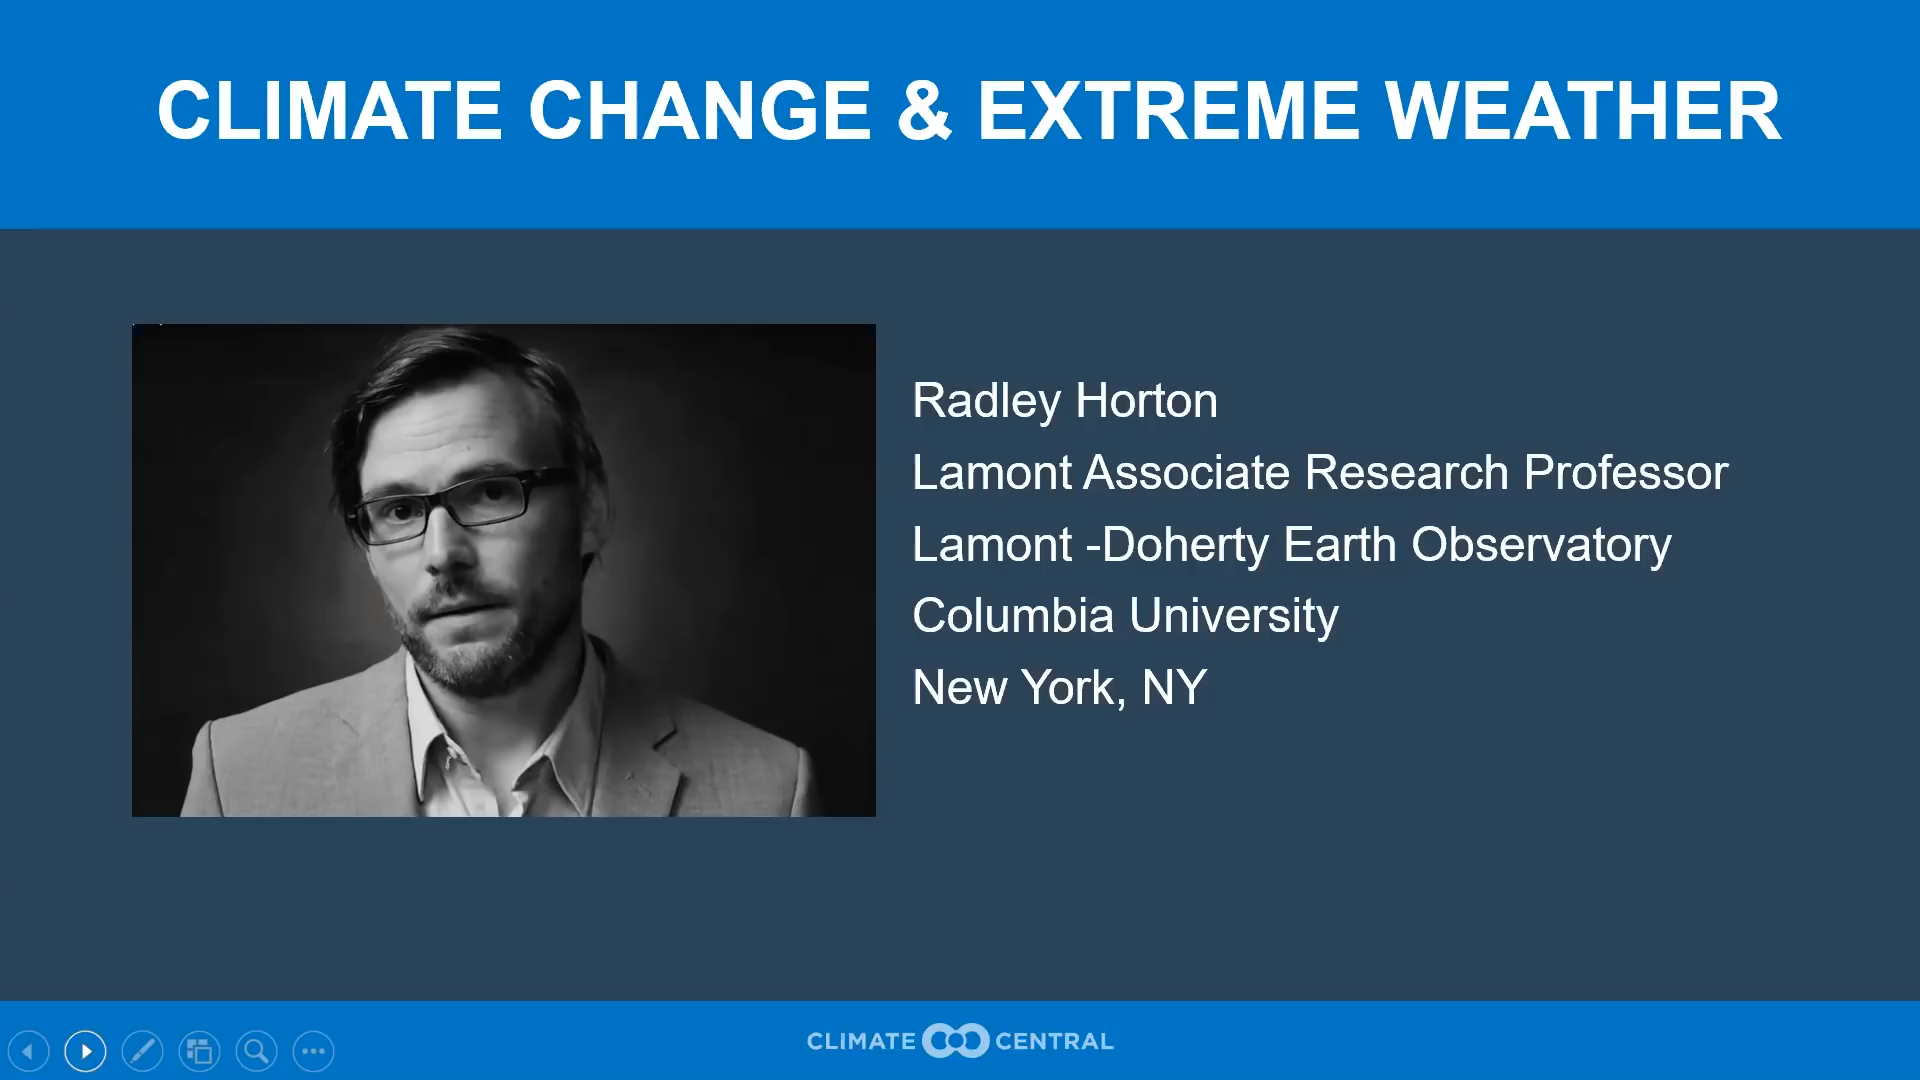 CLIMATE CHANGE & EXTREME WEATHER
Radley Horton
Lamont Associate Research Professor
Lamont -Doherty Earth Observatory
Columbia University
New York, NY
CLIMATE CENTRAL